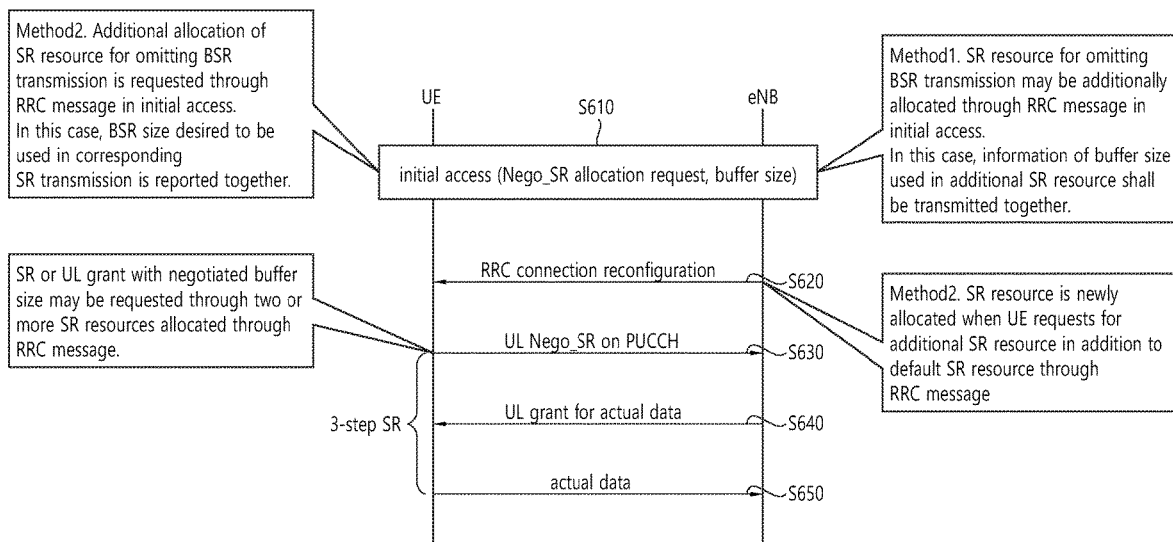 Method2. Additional allocation of
SR resource for omitting BSR
transmission is requested through
RRC message in initial access.
In this case, BSR size desired to be
used in corresponding
SR transmission is reported together.
Method1. SR resource for omitting
BSR transmission may be additionally
allocated through RRC message in
initial access.
In this case, information of buffer size
used in additional SR resource shall
be transmitted together.
UE
S610
eNB
initial access (Nego_SR allocation request, buffer size)
SR or UL grant with negotiated buffer
size may be requested through two or
more SR resources allocated through
RRC message.
RRC connection reconfiguration
S620
Method2. SR resource is newly
allocated when UE requests for
additional SR resource in addition to
default SR resource through
RRC message
UL Nego_SR on PUCCH
S630
3-step SR
UL grant for actual data
S640
actual data
S650